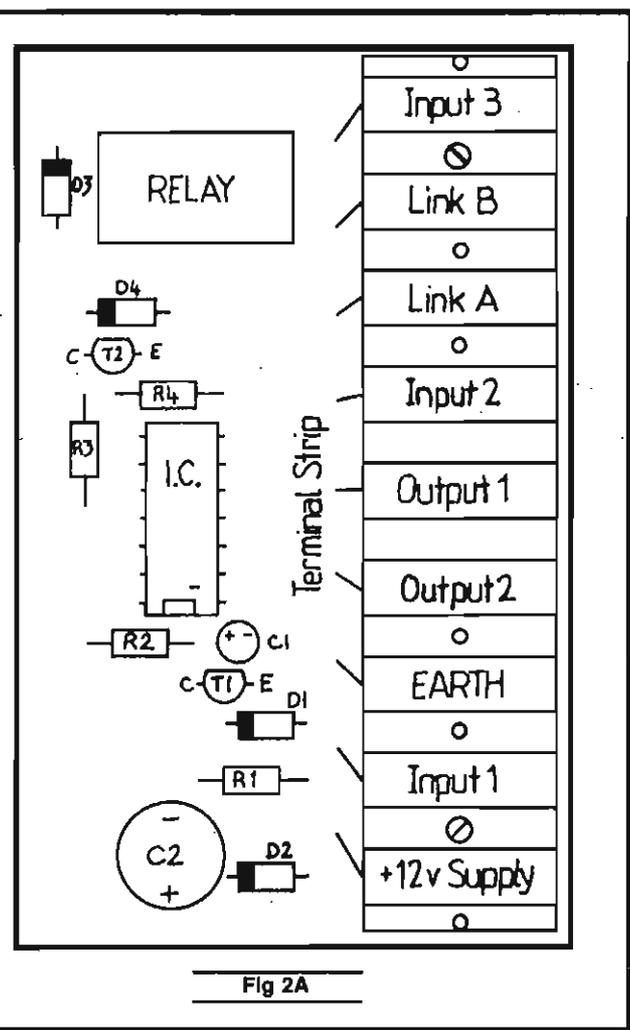 Input 3
D3
RELAY
Link B
D4
Link A
C T2 E
R4
Input 2
R3
I.C.
Terminal Strip
Output 1
Output2
R2
+ -
C1
EARTH
C T1 E
D1
R1
Input 1
-
C2
+
D2
+12v Supply
Fig 2A